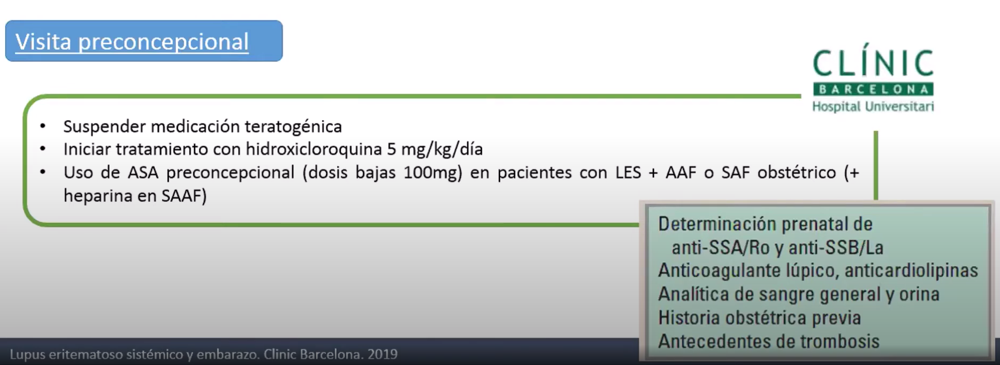 Visita preconcepcional
CLÍNIC
BARCELONA
Hospital Universitari
• Suspender medicación teratogénica
• Iniciar tratamiento con hidroxicloroquina 5 mg/kg/día
• Uso de ASA preconcepcional (dosis bajas 100mg) en pacientes con LES + AAF o SAF obstétrico (+
heparina en SAAF)
Determinación prenatal de
anti-SSA/Ro y anti-SSB/La
Anticoagulante lúpico, anticardiolipinas
Analítica de sangre general y orina
Historia obstétrica previa
Antecedentes de trombosis
Lupus eritematoso sistémico y embarazo. Clinic Barcelona. 2019